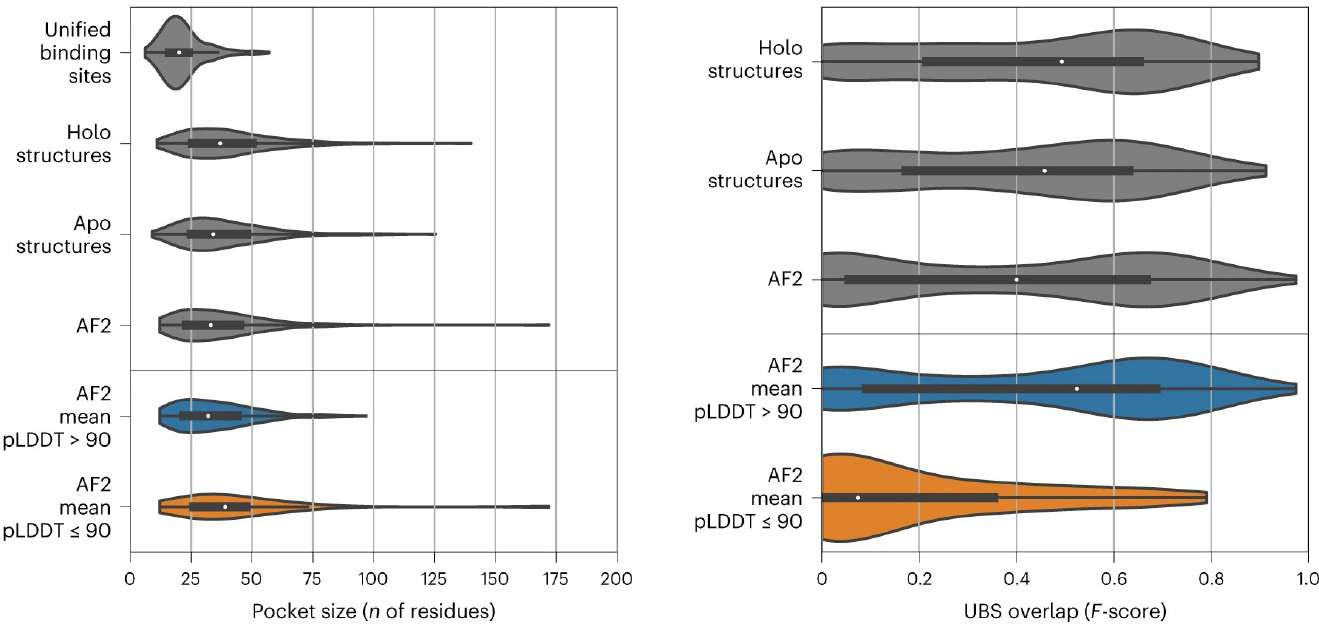 Unified
binding
sites
Holo
structures
Apo
structures
AF2
AF2
mean
pLDDT > 90
AF2
mean
pLDDT ≤ 90
0 25 50 75 100 125 150 175 200
Pocket size (n of residues)
Holo
structures
Apo
structures
AF2
AF2
mean
pLDDT > 90
AF2
mean
pLDDT ≤ 90
0 0.2 0.4 0.6 0.8 1.0
UBS overlap (F-score)